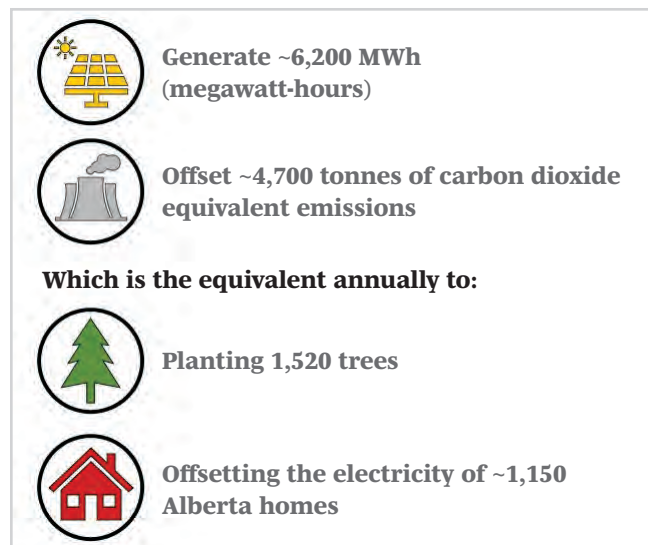 Generate ~6,200 MWh
(megawatt-hours)
Offset ~4,700 tonnes of carbon dioxide
equivalent emissions
Which is the equivalent annually to:
Planting 1,520 trees
Offsetting the electricity of ~1,150
Alberta homes